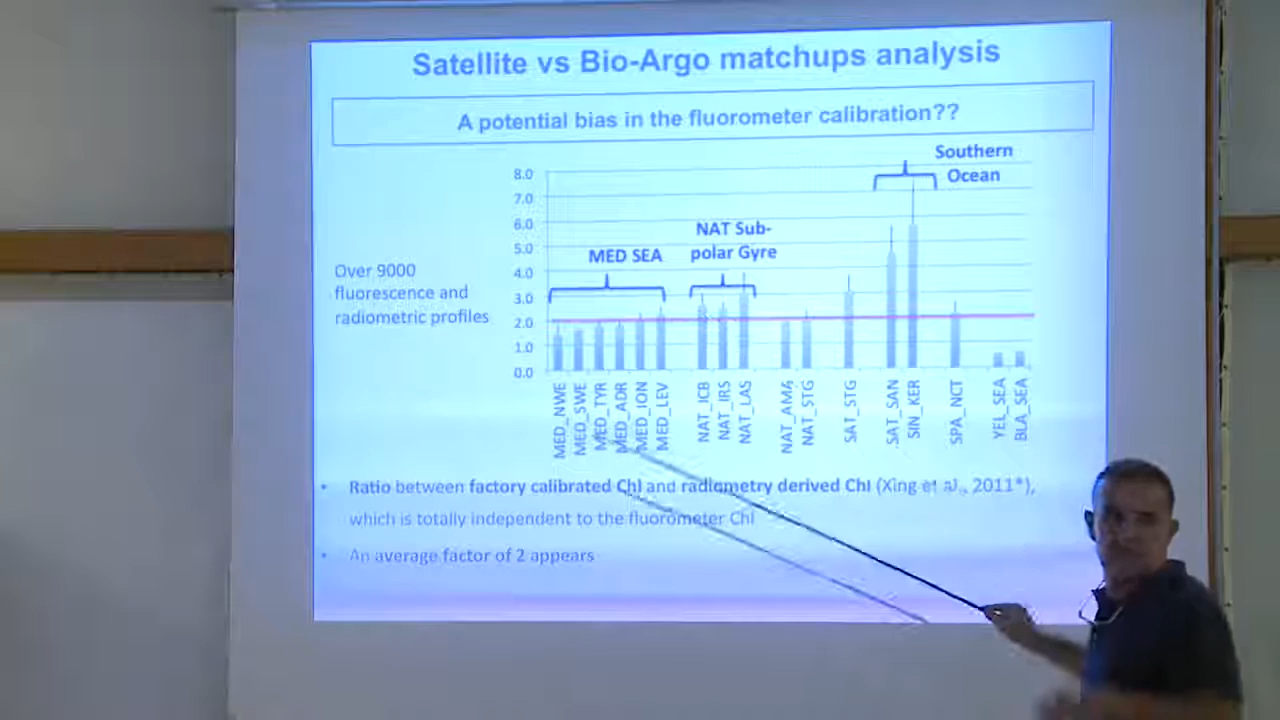 Satellite vs Bio-Argo matchups analysis
A potential bias in the fluorometer calibration??
Southern
Ocean
NAT Sub-
polar Gyre
MED SEA
Over 9000
fluorescence and
radiometric profiles
8.0
7.0
6.0
5.0
4.0
3.0
2.0
1.0
0.0
MED_NWE
MED_SWE
MED_TYR
MED_ADR
MED_ION
MED_LEV
NAT_ICB
NAT_IRS
NAT_LAS
NAT_AMA
NAT_STG
SAT_STG
SAT_SAN
SIN_KER
SPA_NCT
YEL_SEA
BLA_SEA
• Ratio between factory calibrated Chl and radiometry derived Chl (Xing et al., 2011*),
which is totally independent to the fluorometer Chl
• An average factor of 2 appears